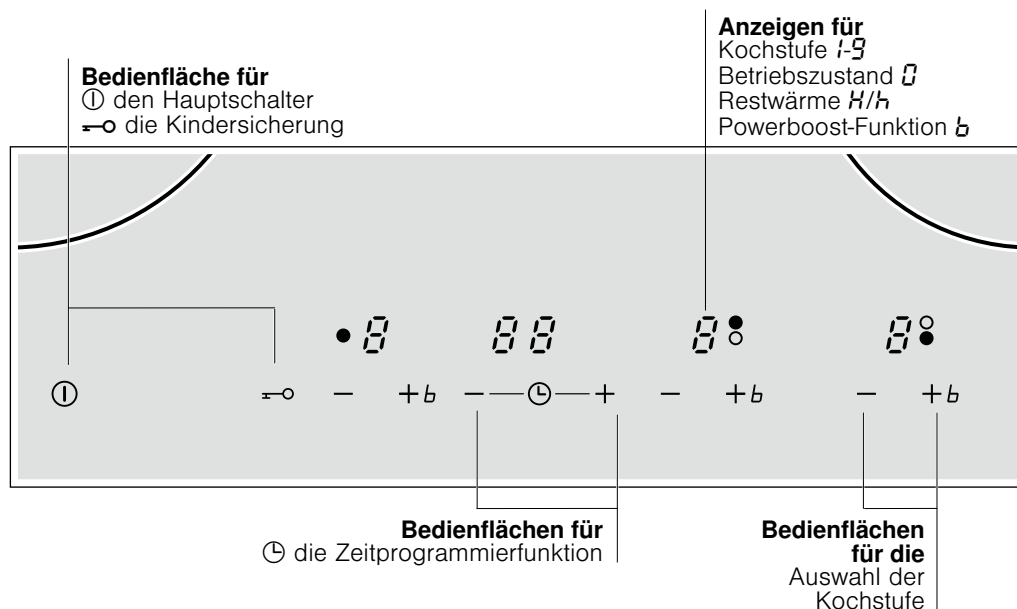 Anzeigen für
Kochstufe 1-9
Betriebszustand 0
Restwärme H/h
Powerboost-Funktion b
Bedienfläche für
den Hauptschalter
die Kindersicherung
8 88 8 8
− +b − + − +b − +b
Bedienflächen für
die Zeitprogrammierfunktion
Bedienflächen
für die
Auswahl der
Kochstufe